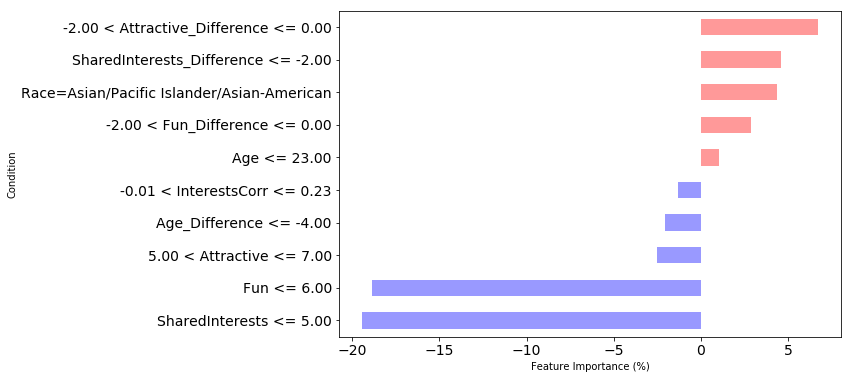 -2.00 < Attractive_Difference <= 0.00
SharedInterests_Difference <= -2.00
Race=Asian/Pacific Islander/Asian-American
-2.00 < Fun_Difference <= 0.00
Age <= 23.00
-0.01 < InterestsCorr <= 0.23
Age_Difference <= -4.00
5.00 < Attractive <= 7.00
Fun <= 6.00
SharedInterests <= 5.00
Condition
−20 −15 −10 −5 0 5
Feature Importance (%)